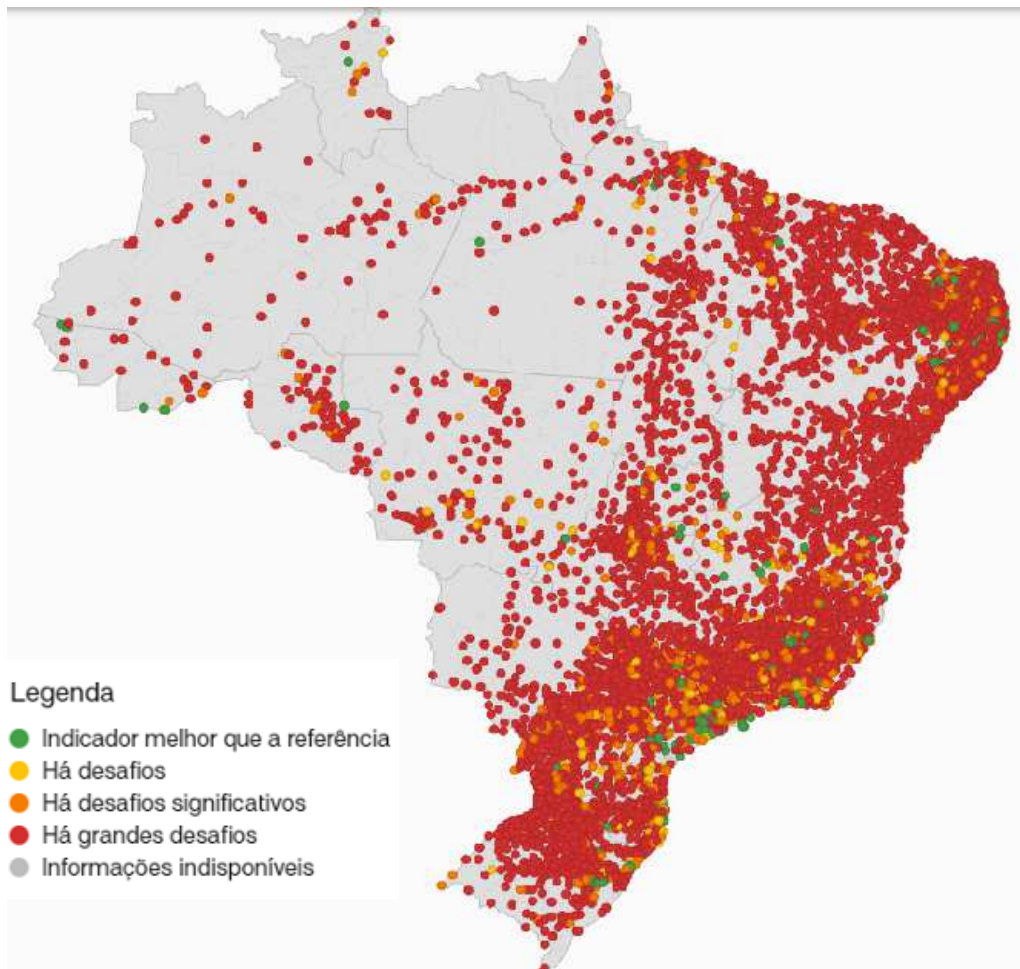 Legenda
Indicador melhor que a referência
Há desafios
Há desafios significativos
Há grandes desafios
Informações indisponíveis